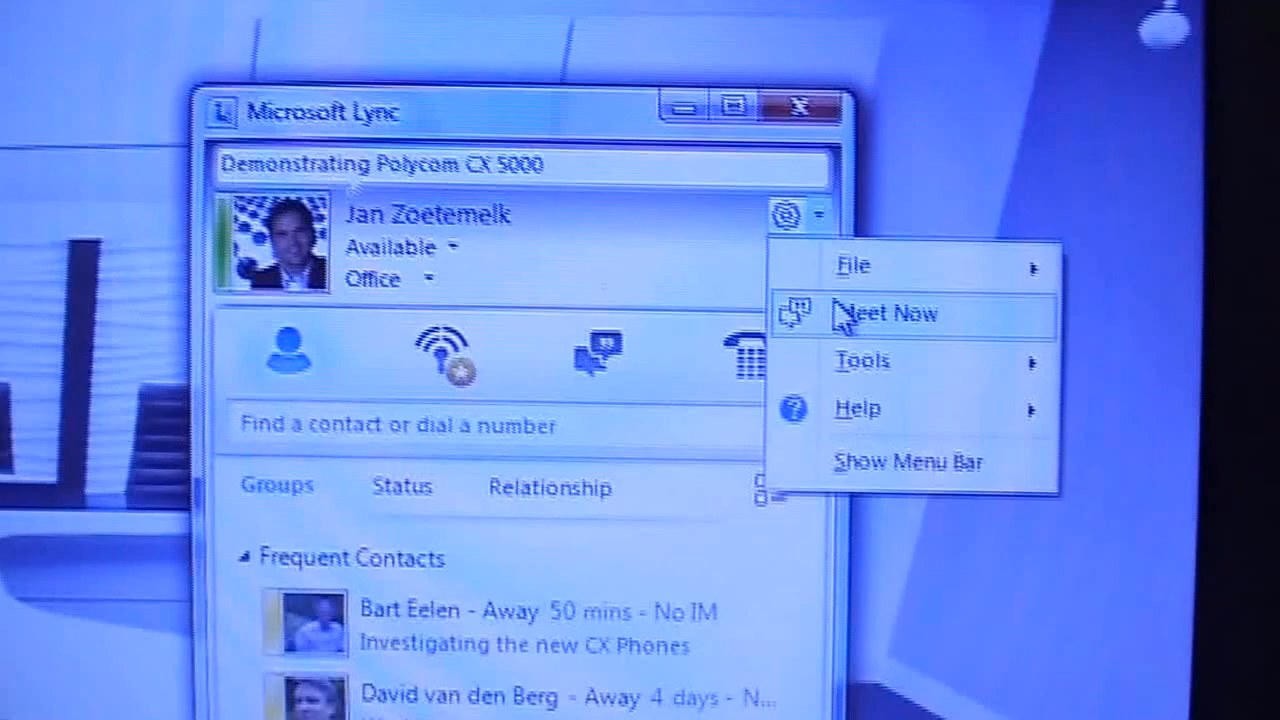 Microsoft Lync
Demonstrating Polycom CX 5000
Jan Zoetemelk
Available
Office
File
Meet Now
Tools
Help
Show Menu Bar
Find a contact or dial a number
Groups Status Relationship
Frequent Contacts
Bart Eelen - Away 50 mins - No IM
Investigating the new CX Phones
David van den Berg - Away 4 days - N...